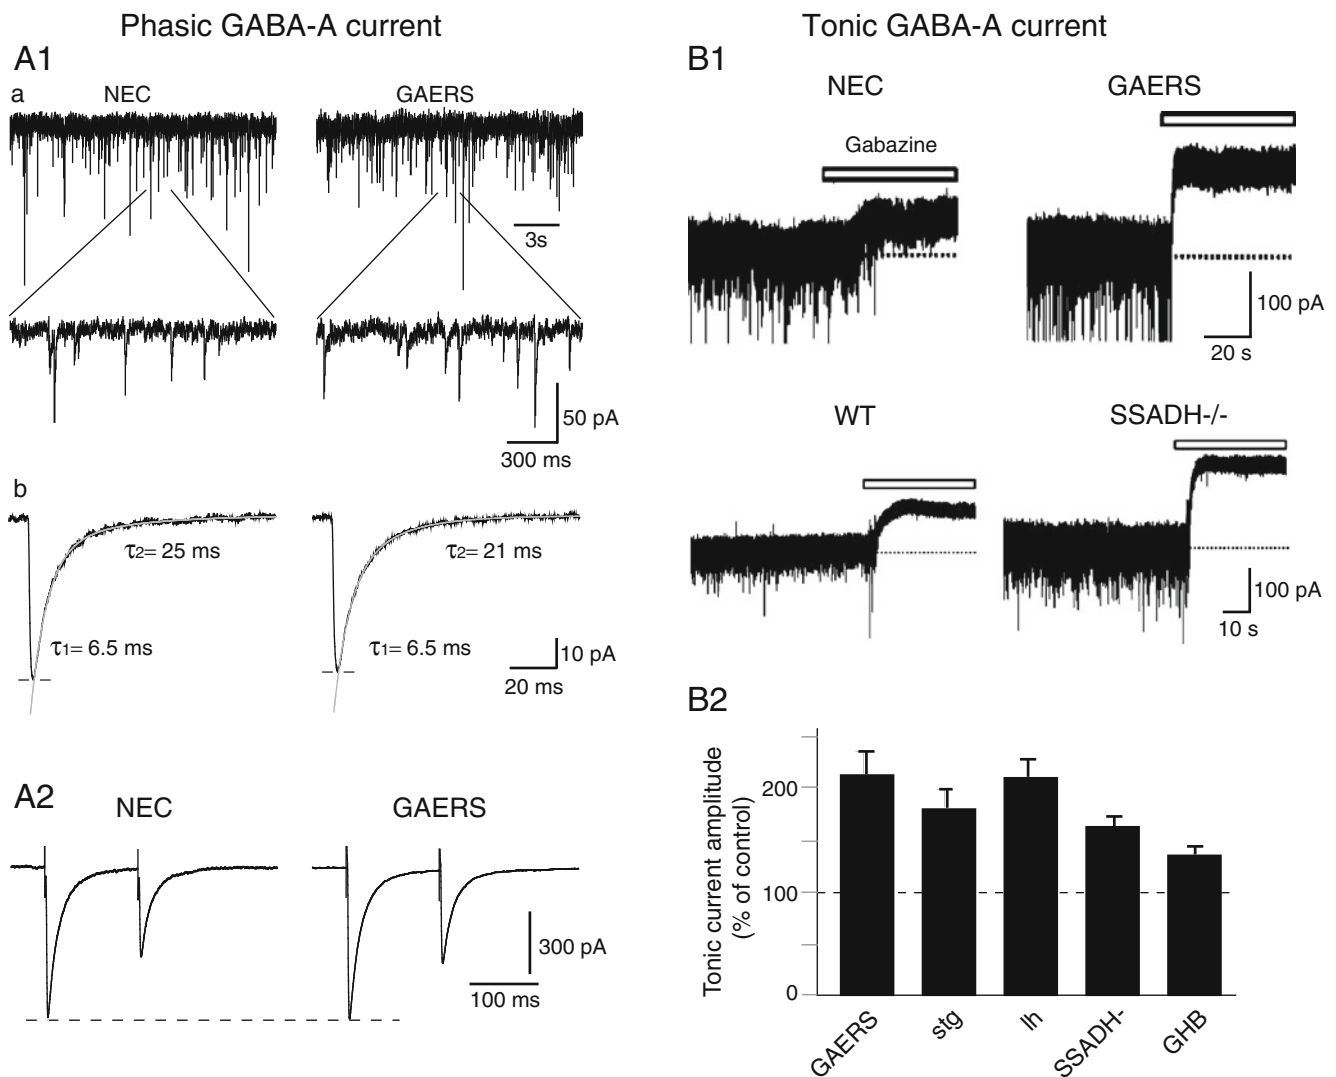 Phasic GABA-A current
A1
a
NEC
GAERS
3s
50 pA
300 ms
b
τ2= 25 ms
τ1= 6.5 ms
τ2= 21 ms
τ1= 6.5 ms
10 pA
20 ms
A2
NEC
GAERS
300 pA
100 ms
Tonic GABA-A current
B1
NEC
GAERS
Gabazine
100 pA
20 s
WT
SSADH-/-
100 pA
10 s
B2
Tonic current amplitude
(% of control)
200
100
0
GAERS
stg
lh
SSADH-
GHB